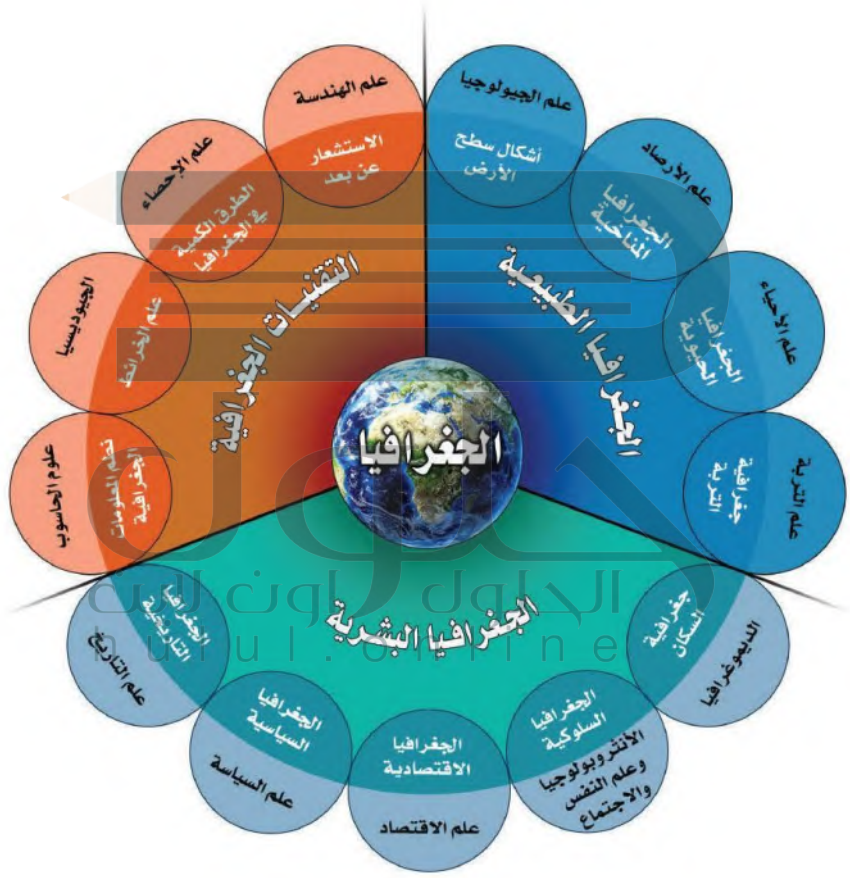 الجغرافيا
الجغرافيا الطبيعية
علم الجيولوجيا
أشكال سطح
الأرض
علم الأرصاد
الجغرافيا
المناخية
علم الأحياء
الجغرافيا
الحيوية
علم التربة
جغرافية
التربة
الجغرافيا البشرية
الديموغرافيا
جغرافية
السكان
الجغرافيا
السلوكية
الأنثروبولوجيا
وعلم النفس
والاجتماع
الجغرافيا
الاقتصادية
علم الاقتصاد
الجغرافيا
السياسية
علم السياسة
الجغرافيا
التاريخية
علم التاريخ
التقنيات الجغرافية
علوم الحاسوب
نظم المعلومات
الجغرافية
الجيوديسيا
علم الخرائط
علم الإحصاء
الطرق الكمية
في الجغرافيا
علم الهندسة
الاستشعار
عن بعد
حلول
الحلول اون لاين
hulul.online